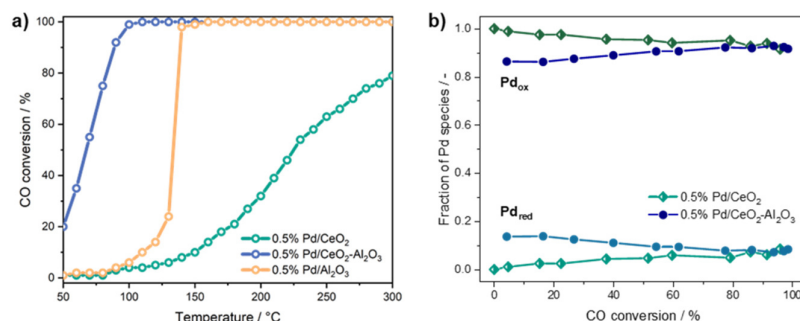 a)
CO conversion / %
100
80
60
40
20
0
0.5% Pd/CeO₂
0.5% Pd/CeO₂-Al₂O₃
0.5% Pd/Al₂O₃
50 100 150 200 250 300
Temperature / °C
b)
Fraction of Pd species / -
1.0
0.8
0.6
0.4
0.2
0.0
Pdₒₓ
Pd_red
0.5% Pd/CeO₂
0.5% Pd/CeO₂-Al₂O₃
0 20 40 60 80 100
CO conversion / %